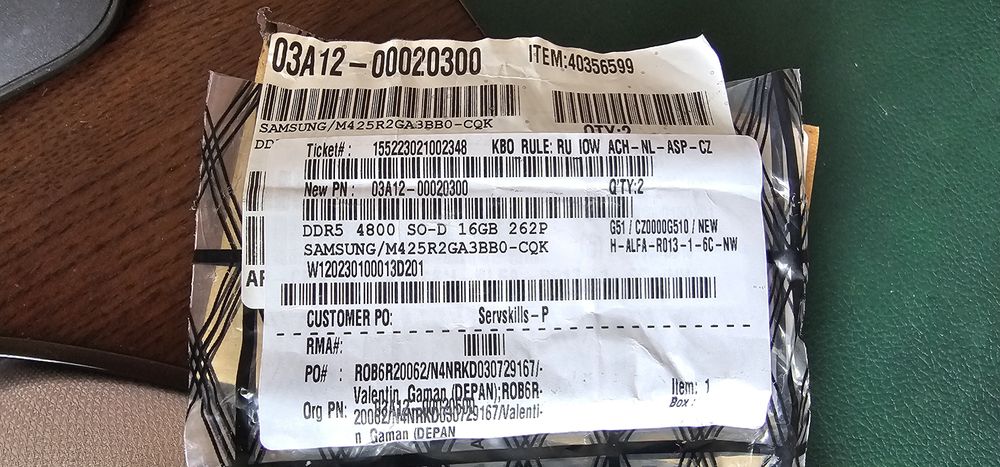 03A12-00020300 ITEM:40356599
SAMSUNG/M425R2GA3BB0-CQK QTY:2
Ticket#: 155223021002348 KBO RULE: RU IOW ACH-NL-ASP-CZ
New PN: 03A12-00020300 Q'TY:2
DDR5 4800 SO-D 16GB 262P G51 / CZ0000G510 / NEW
SAMSUNG/M425R2GA3BB0-CQK H-ALFA-R013-1-6C-NW
W120230100013D201
CUSTOMER PO: Servskills-P
RMA#:
PO#: ROB6R20062/N4NRKD030729167/-
Valentin Gaman (DEPAN);ROB6R-
Item: 1
Org PN: 20062/N4NRKD030729167/Valenti-
Box:
n Gaman (DEPAN